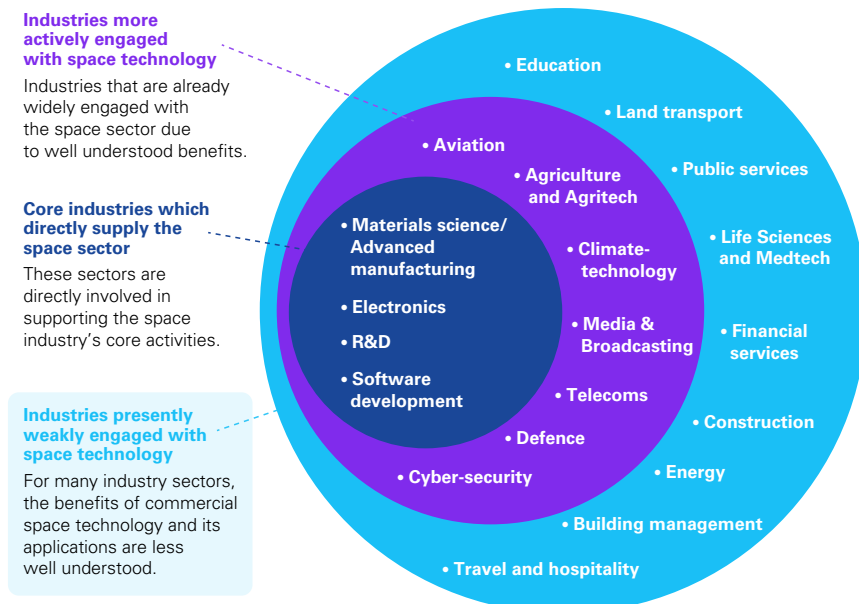 Industries more
actively engaged
with space technology
Industries that are already
widely engaged with
the space sector due
to well understood benefits.
Core industries which
directly supply the
space sector
These sectors are
directly involved in
supporting the space
industry’s core activities.
Industries presently
weakly engaged with
space technology
For many industry sectors,
the benefits of commercial
space technology and its
applications are less
well understood.
• Materials science/
Advanced
manufacturing
• Electronics
• R&D
• Software
development
• Aviation
• Agriculture
and Agritech
• Climate-
technology
• Media &
Broadcasting
• Telecoms
• Defence
• Cyber-security
• Education
• Land transport
• Public services
• Life Sciences
and Medtech
• Financial
services
• Construction
• Energy
• Building management
• Travel and hospitality